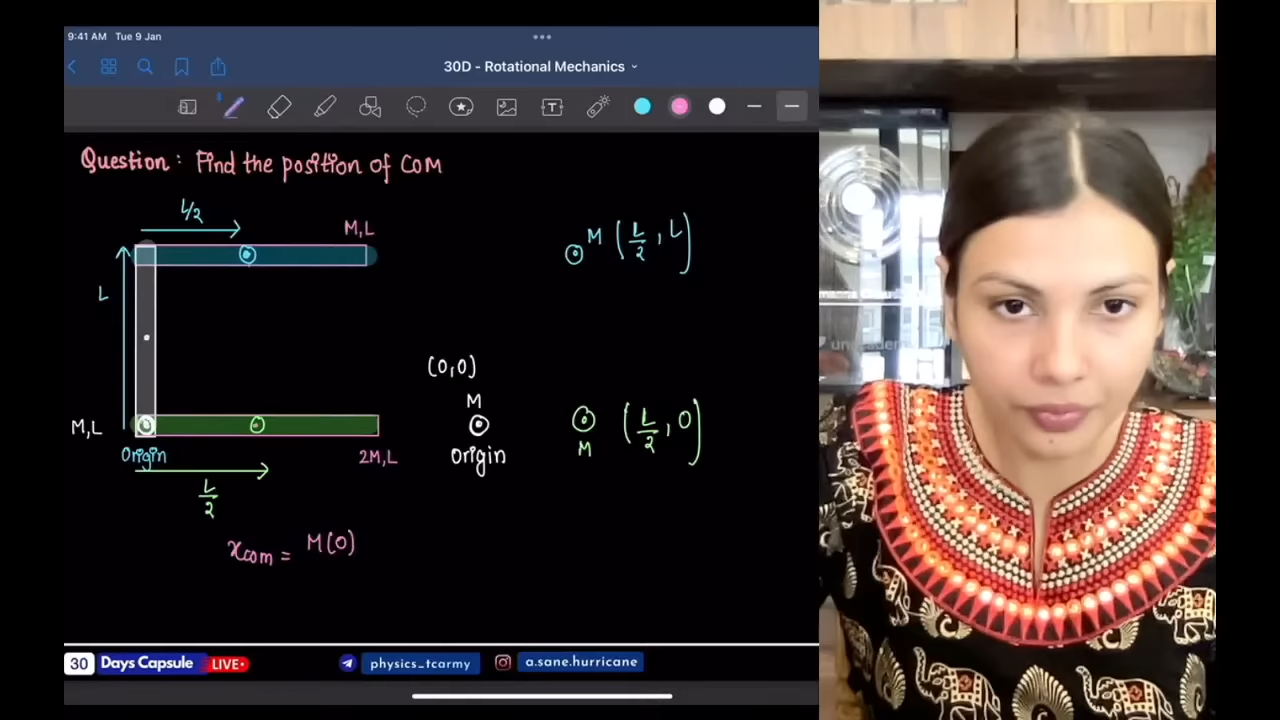 9:41 AM Tue 9 Jan
30D - Rotational Mechanics
Question: Find the position of COM
L/2
M,L
M (L/2, L)
L
(0,0)
M
M,L
(L/2, 0)
M
Origin
2M,L
Origin
L/2
xcom = M(0)
30 Days Capsule LIVE
physics_tcarmy
a.sane.hurricane